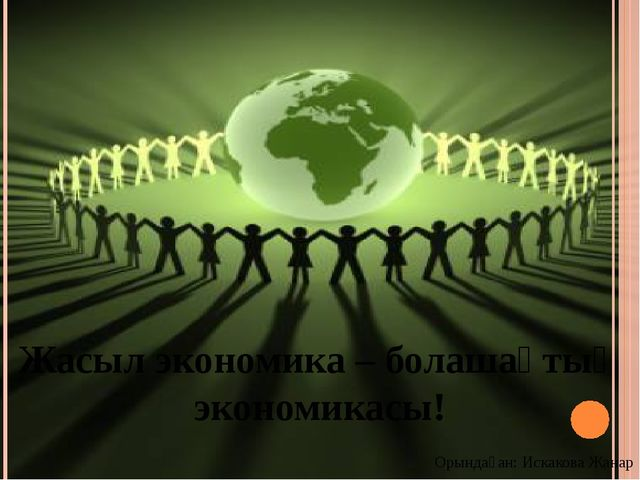 Жасыл экономика – болашақтың
экономикасы!
Орындаған: Искакова Жанар